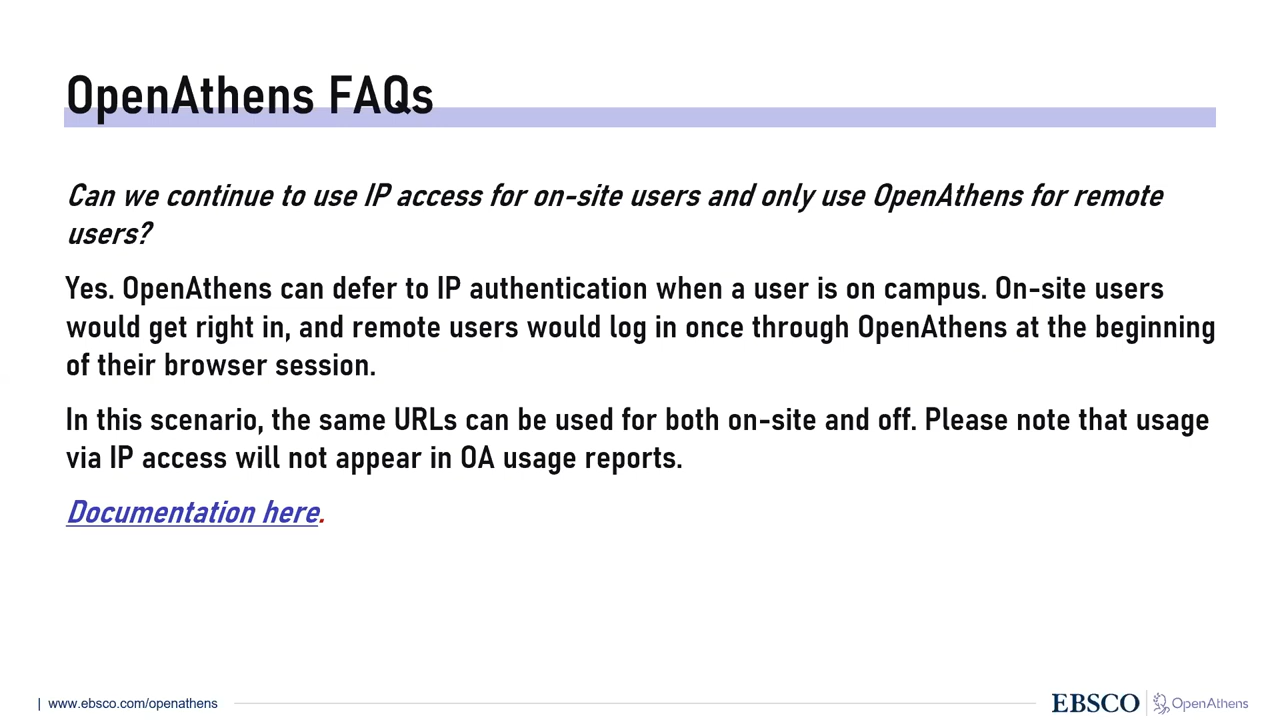 OpenAthens FAQs
Can we continue to use IP access for on-site users and only use OpenAthens for remote
users?
Yes. OpenAthens can defer to IP authentication when a user is on campus. On-site users
would get right in, and remote users would log in once through OpenAthens at the beginning
of their browser session.
In this scenario, the same URLs can be used for both on-site and off. Please note that usage
via IP access will not appear in OA usage reports.
Documentation here.
| www.ebsco.com/openathens
EBSCO | OpenAthens